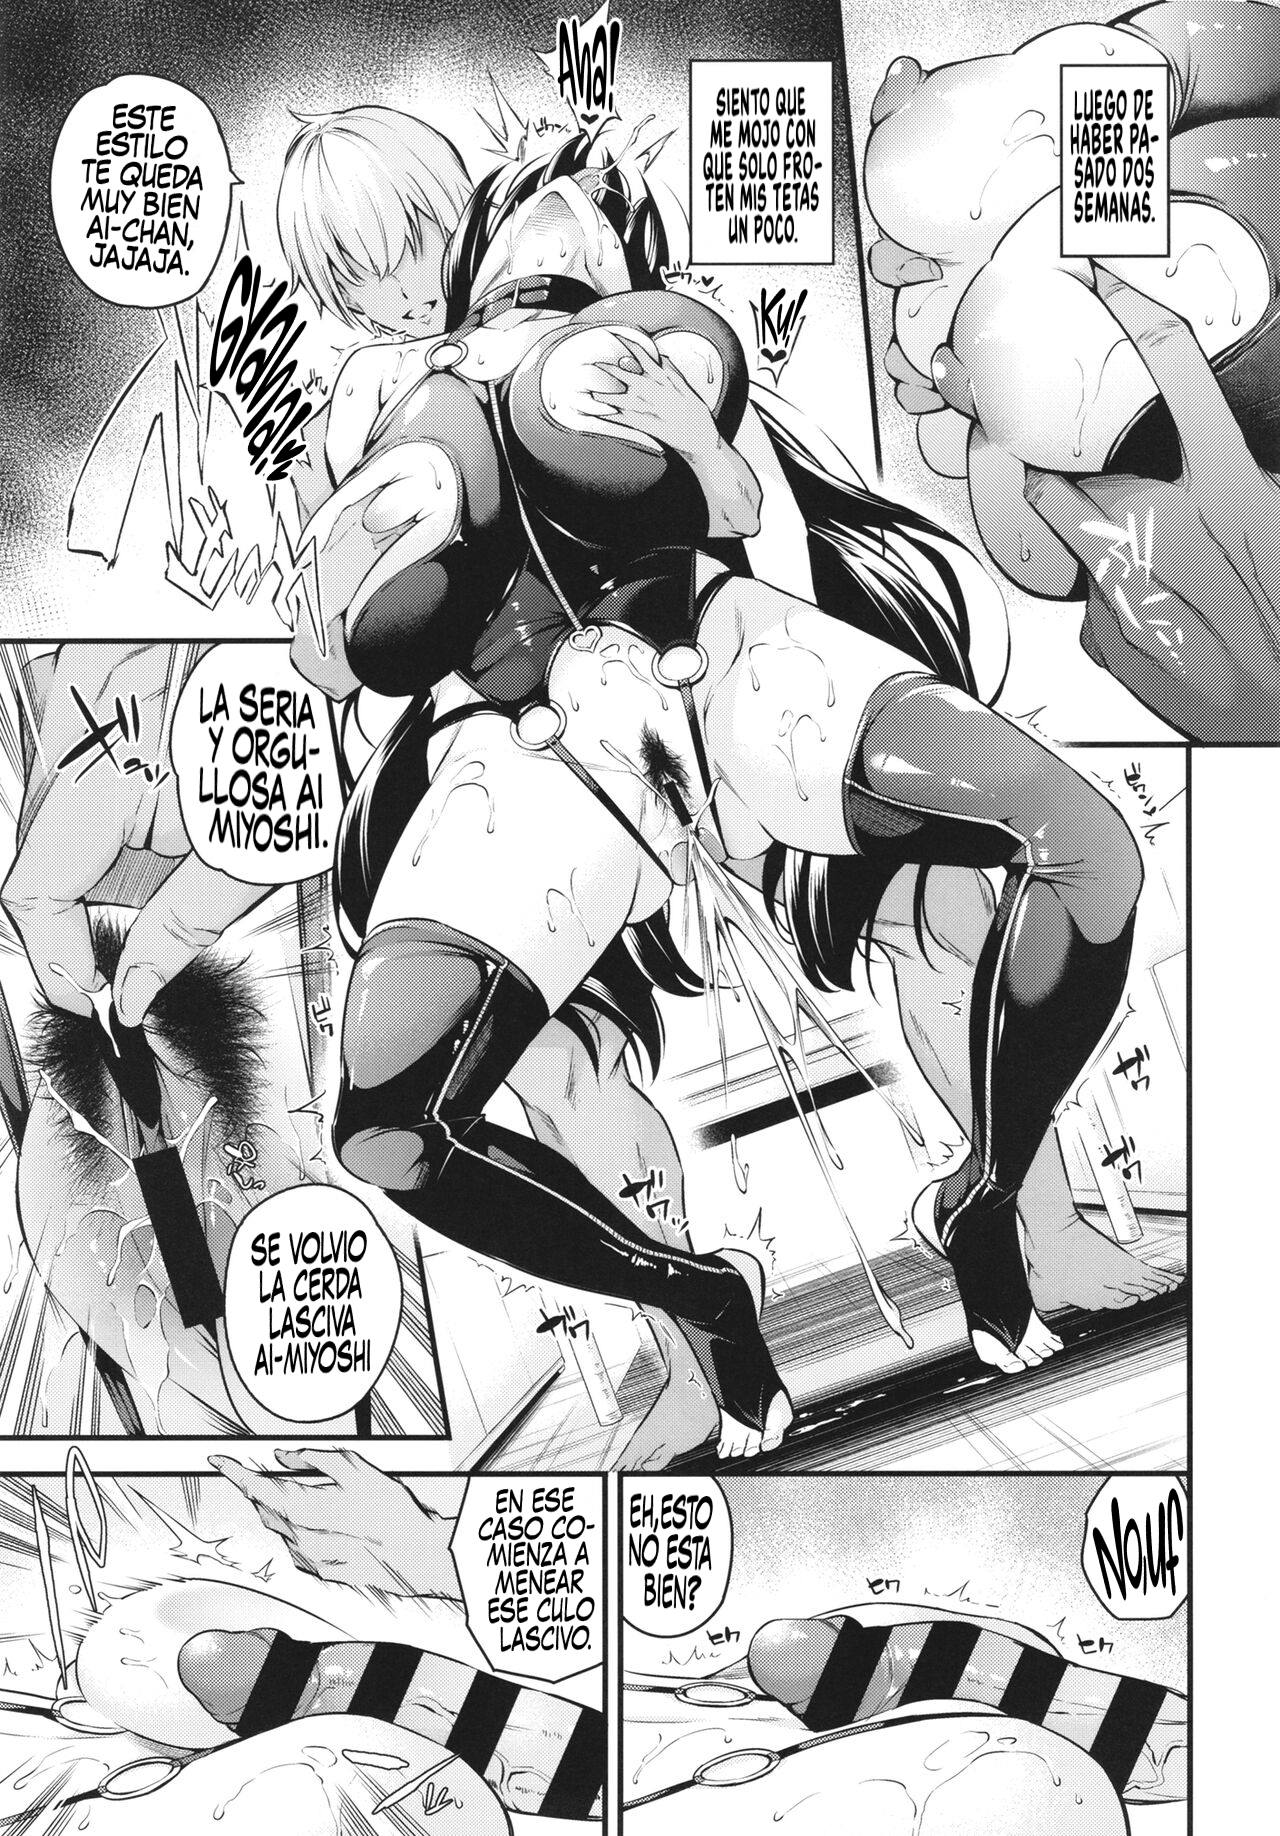 LUEGO DE
HABER PA-
SADO DOS
SEMANAS.
SIENTO QUE
ME MOJO CON
QUE SOLO FRO-
TEN MIS TETAS
UN POCO.
AHA!
KU!
ESTE
ESTILO
TE QUEDA
MUY BIEN
AI-CHAN,
JAJAJA.
LA SERIA
Y ORGU-
LLOSA AI
MIYOSHI.
SE VOLVIO
LA CERDA
LASCIVA
AI-MIYOSHI
NO,Uf
EH,ESTO
NO ESTA
BIEN?
EN ESE
CASO CO-
MIENZA A
MENEAR
ESE CULO
LASCIVO.